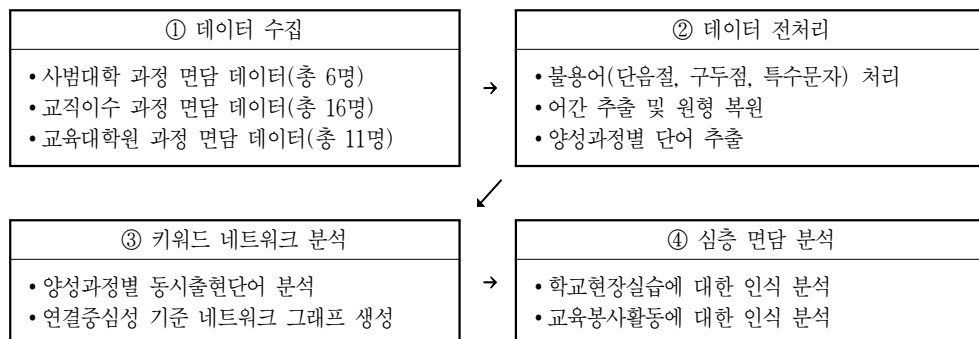 ① 데이터 수집
• 사범대학 과정 면담 데이터(총 6명)
• 교직이수 과정 면담 데이터(총 16명)
• 교육대학원 과정 면담 데이터(총 11명)
→
② 데이터 전처리
• 불용어(단음절, 구두점, 특수문자) 처리
• 어간 추출 및 원형 복원
• 양성과정별 단어 추출
↙
③ 키워드 네트워크 분석
• 양성과정별 동시출현단어 분석
• 연결중심성 기준 네트워크 그래프 생성
→
④ 심층 면담 분석
• 학교현장실습에 대한 인식 분석
• 교육봉사활동에 대한 인식 분석